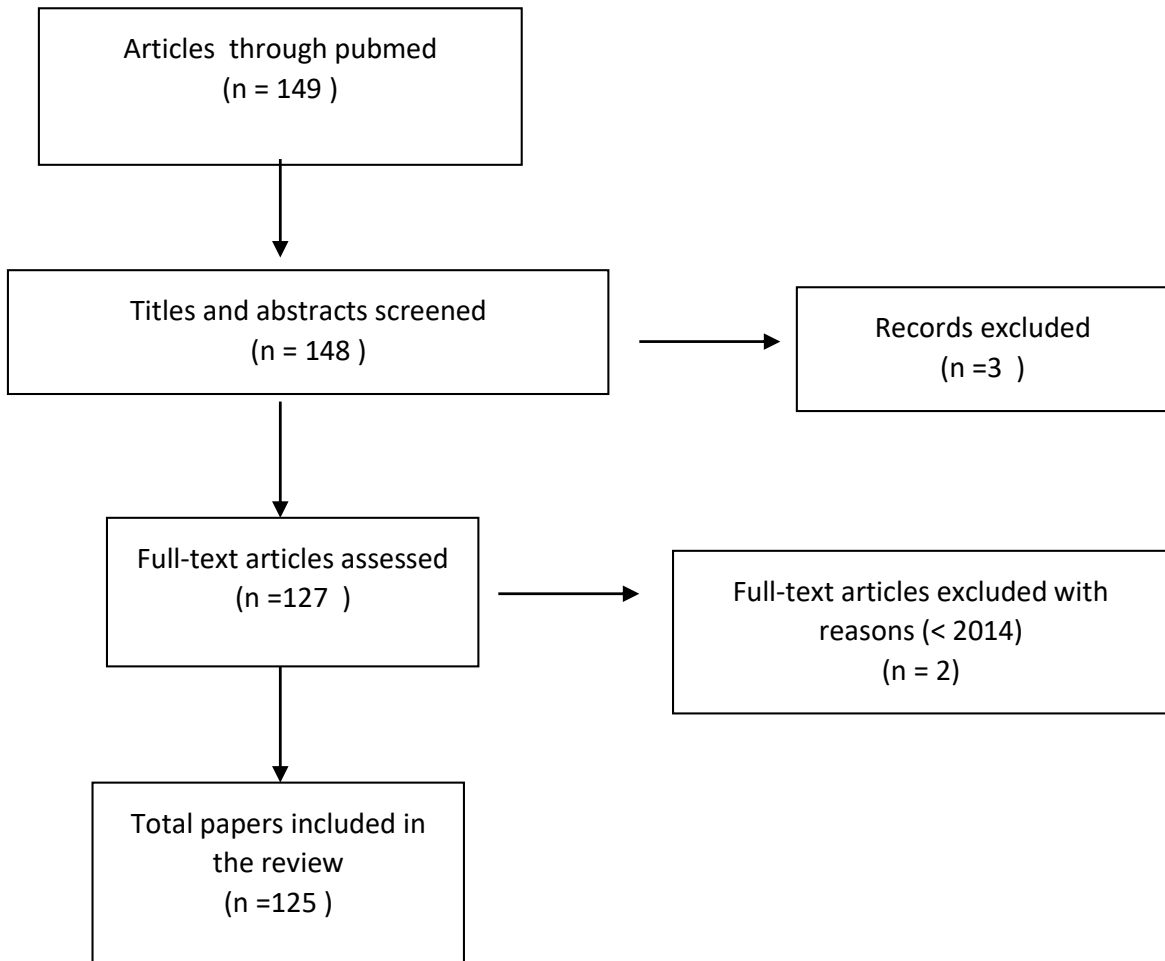 Articles  through pubmed
(n = 149 )
Titles and abstracts screened
(n = 148 )
Records excluded
(n =3  )
Full-text articles assessed
(n =127  )
Full-text articles excluded with
reasons (< 2014)
(n = 2)
Total papers included in
the review
(n =125 )